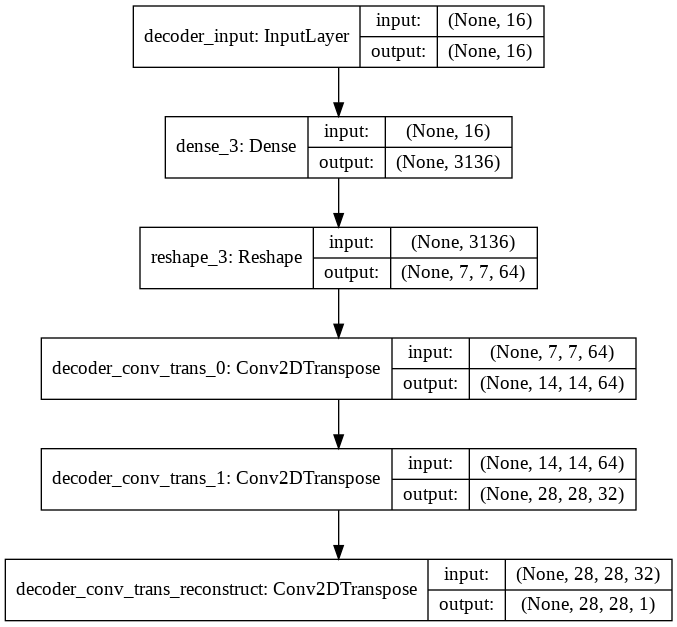 decoder_input: InputLayer
input: (None, 16)
output: (None, 16)
dense_3: Dense
input: (None, 16)
output: (None, 3136)
reshape_3: Reshape
input: (None, 3136)
output: (None, 7, 7, 64)
decoder_conv_trans_0: Conv2DTranspose
input: (None, 7, 7, 64)
output: (None, 14, 14, 64)
decoder_conv_trans_1: Conv2DTranspose
input: (None, 14, 14, 64)
output: (None, 28, 28, 32)
decoder_conv_trans_reconstruct: Conv2DTranspose
input: (None, 28, 28, 32)
output: (None, 28, 28, 1)